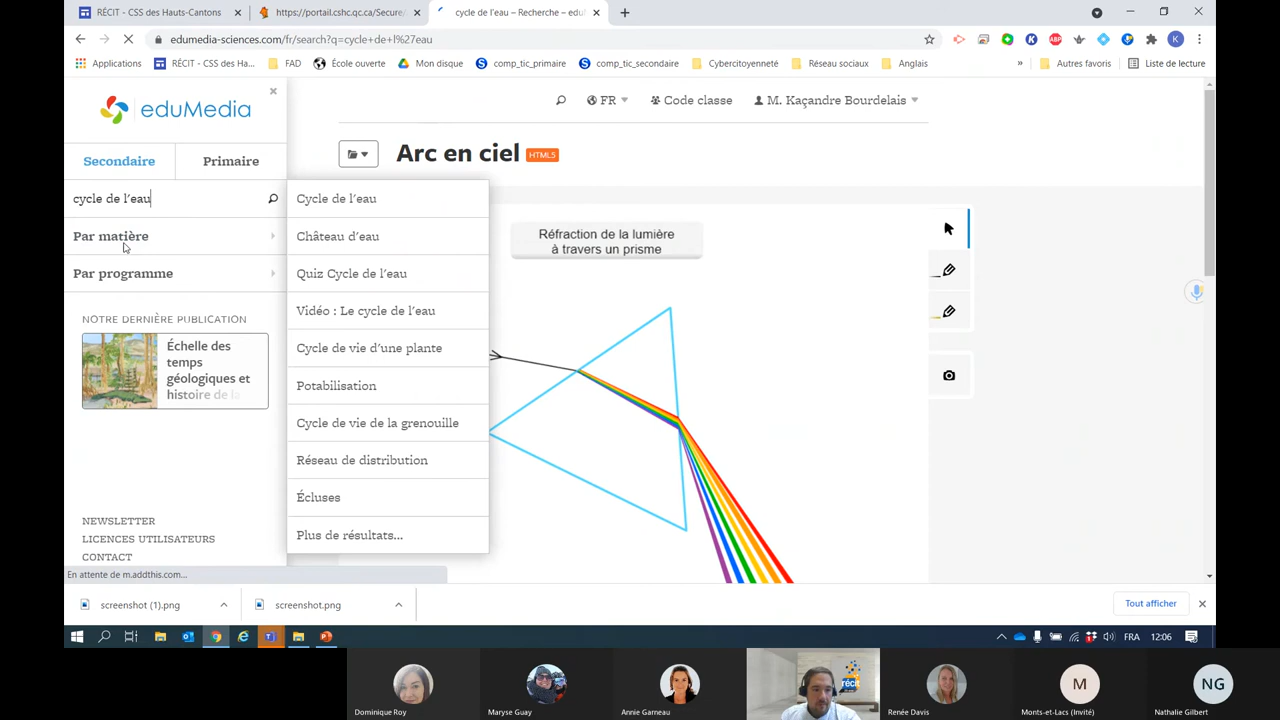 RÉCIT - CSS des Hauts-Cantons
https://portail.cshc.qc.ca/Secure/
cycle de l'eau – Recherche – edu
edumedia-sciences.com/fr/search?q=cycle+de+l%27eau
K
Applications
RÉCIT - CSS des Ha...
FAD
École ouverte
Mon disque
comp_tic_primaire
comp_tic_secondaire
Cybercitoyenneté
Réseau sociaux
Anglais
»
Autres favoris
Liste de lecture
eduMedia
FR
Code classe
M. Kaçandre Bourdelais
Secondaire
Primaire
Arc en ciel HTML5
cycle de l'eau
Par matière
Par programme
NOTRE DERNIÈRE PUBLICATION
Échelle des
temps
géologiques et
histoire de la
NEWSLETTER
LICENCES UTILISATEURS
CONTACT
Cycle de l'eau
Château d'eau
Quiz Cycle de l'eau
Vidéo : Le cycle de l'eau
Cycle de vie d'une plante
Potabilisation
Cycle de vie de la grenouille
Réseau de distribution
Écluses
Plus de résultats...
Réfraction de la lumière
à travers un prisme
En attente de m.addthis.com...
screenshot (1).png
screenshot.png
Tout afficher
FRA
12:06
récit
M
NG
Dominique Roy
Maryse Guay
Annie Garneau
Renée Davis
Monts-et-Lacs (Invité)
Nathalie Gilbert